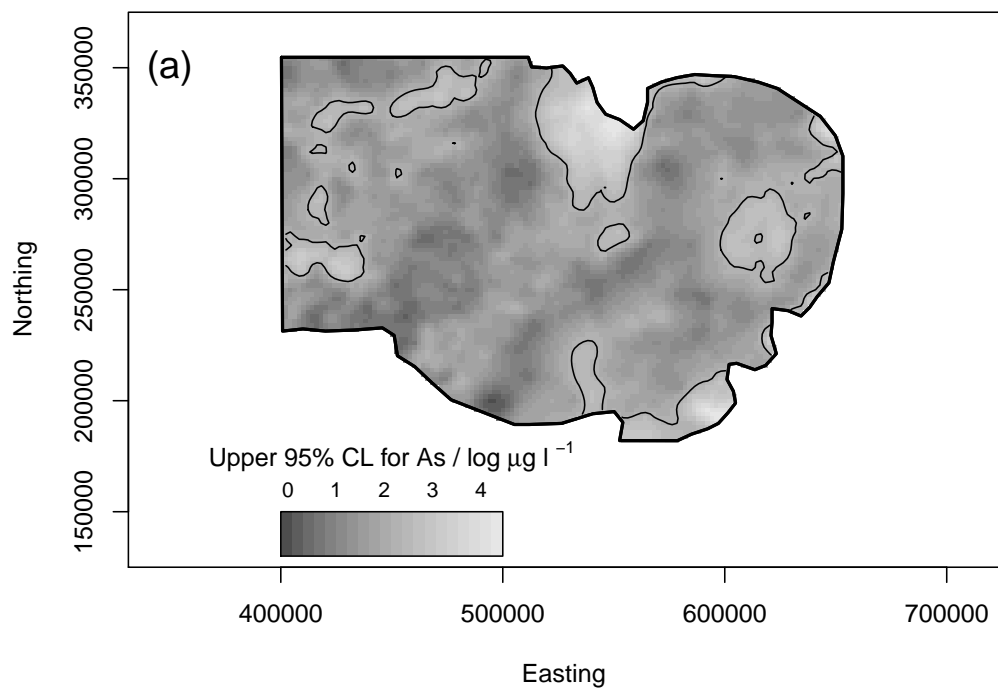 (a)
350000
300000
250000
200000
150000
Northing
Upper 95% CL for As / log μg l −1
0 1 2 3 4
400000 500000 600000 700000
Easting